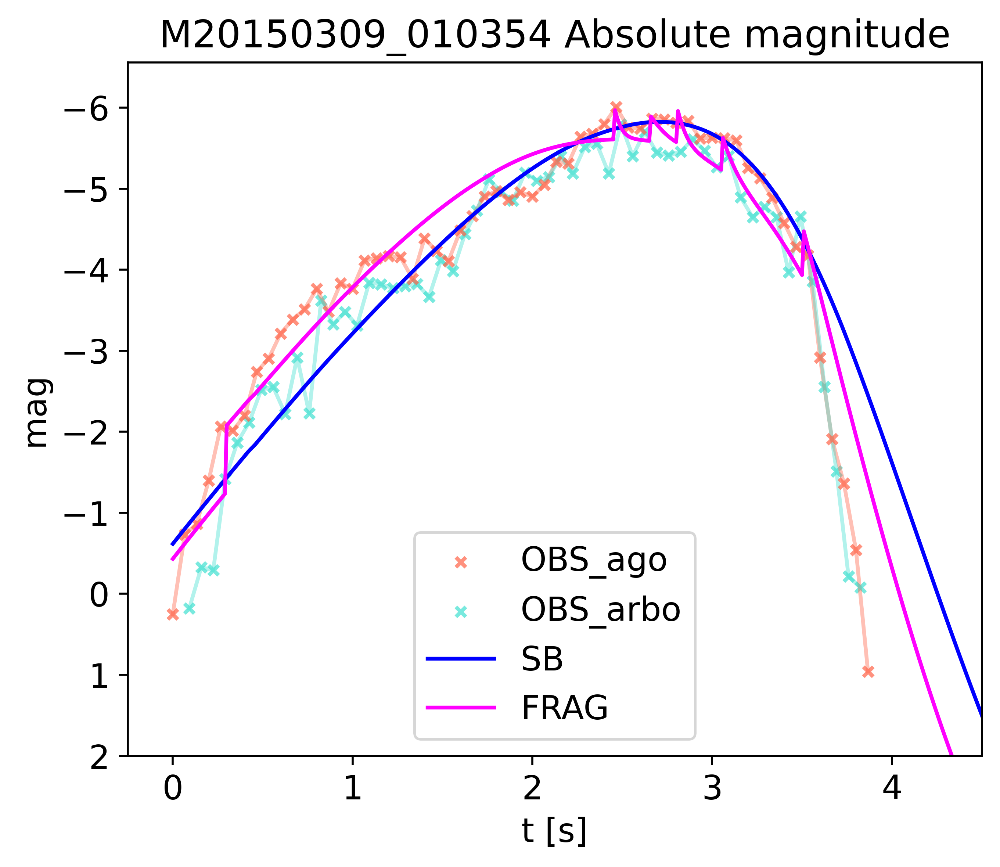 M20150309_010354 Absolute magnitude
mag
−6
−5
−4
−3
−2
−1
0
1
2
OBS_ago
OBS_arbo
SB
FRAG
0 1 2 3 4
t [s]